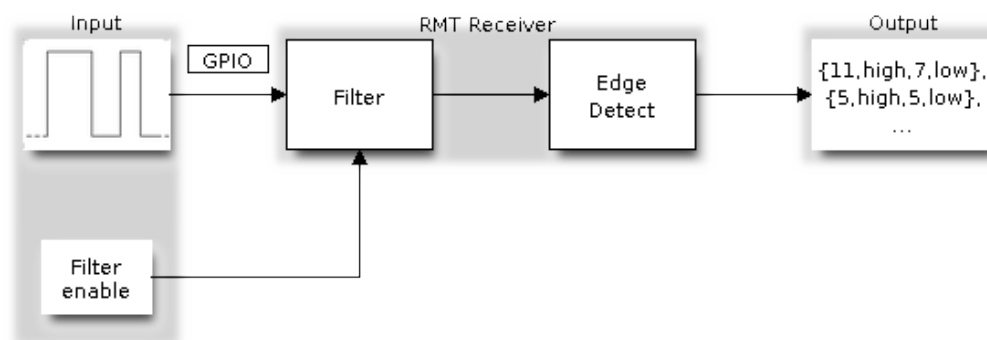 Input
RMT Receiver
Output
GPIO
Filter
Edge
Detect
{11,high,7,low},
{5,high,5,low},
...
Filter
enable